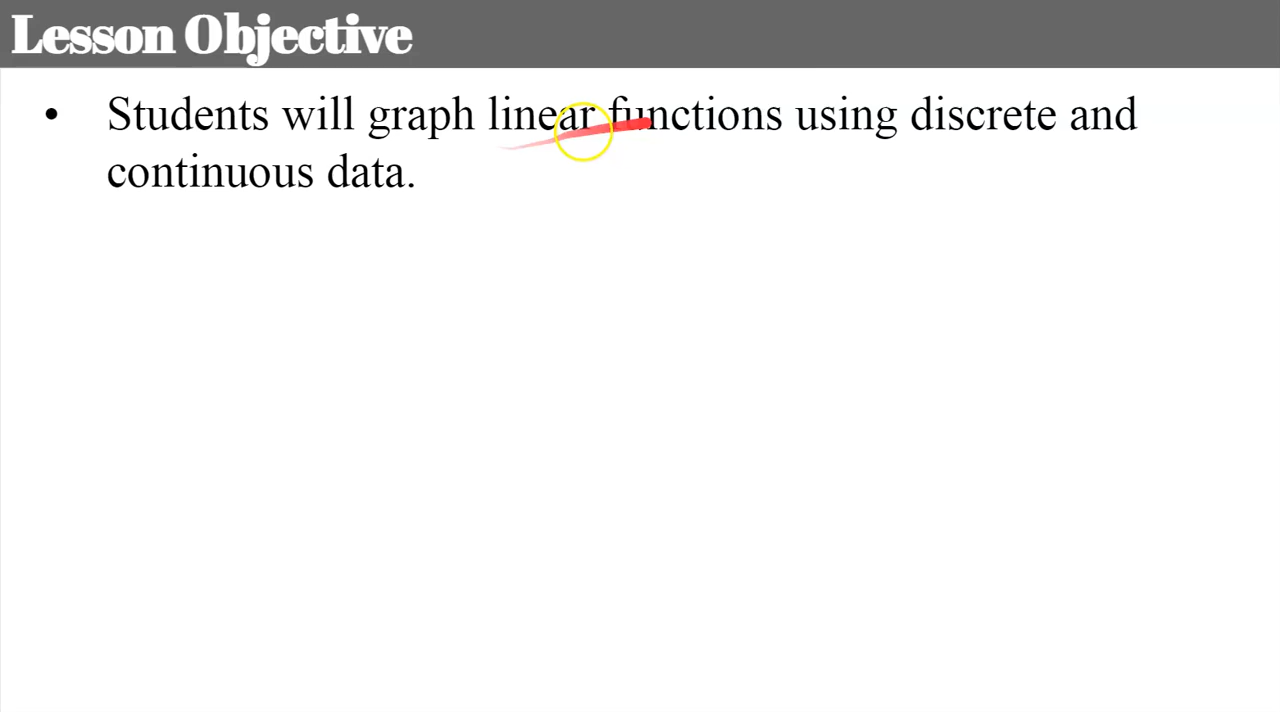 Lesson Objective
• Students will graph linear functions using discrete and
continuous data.